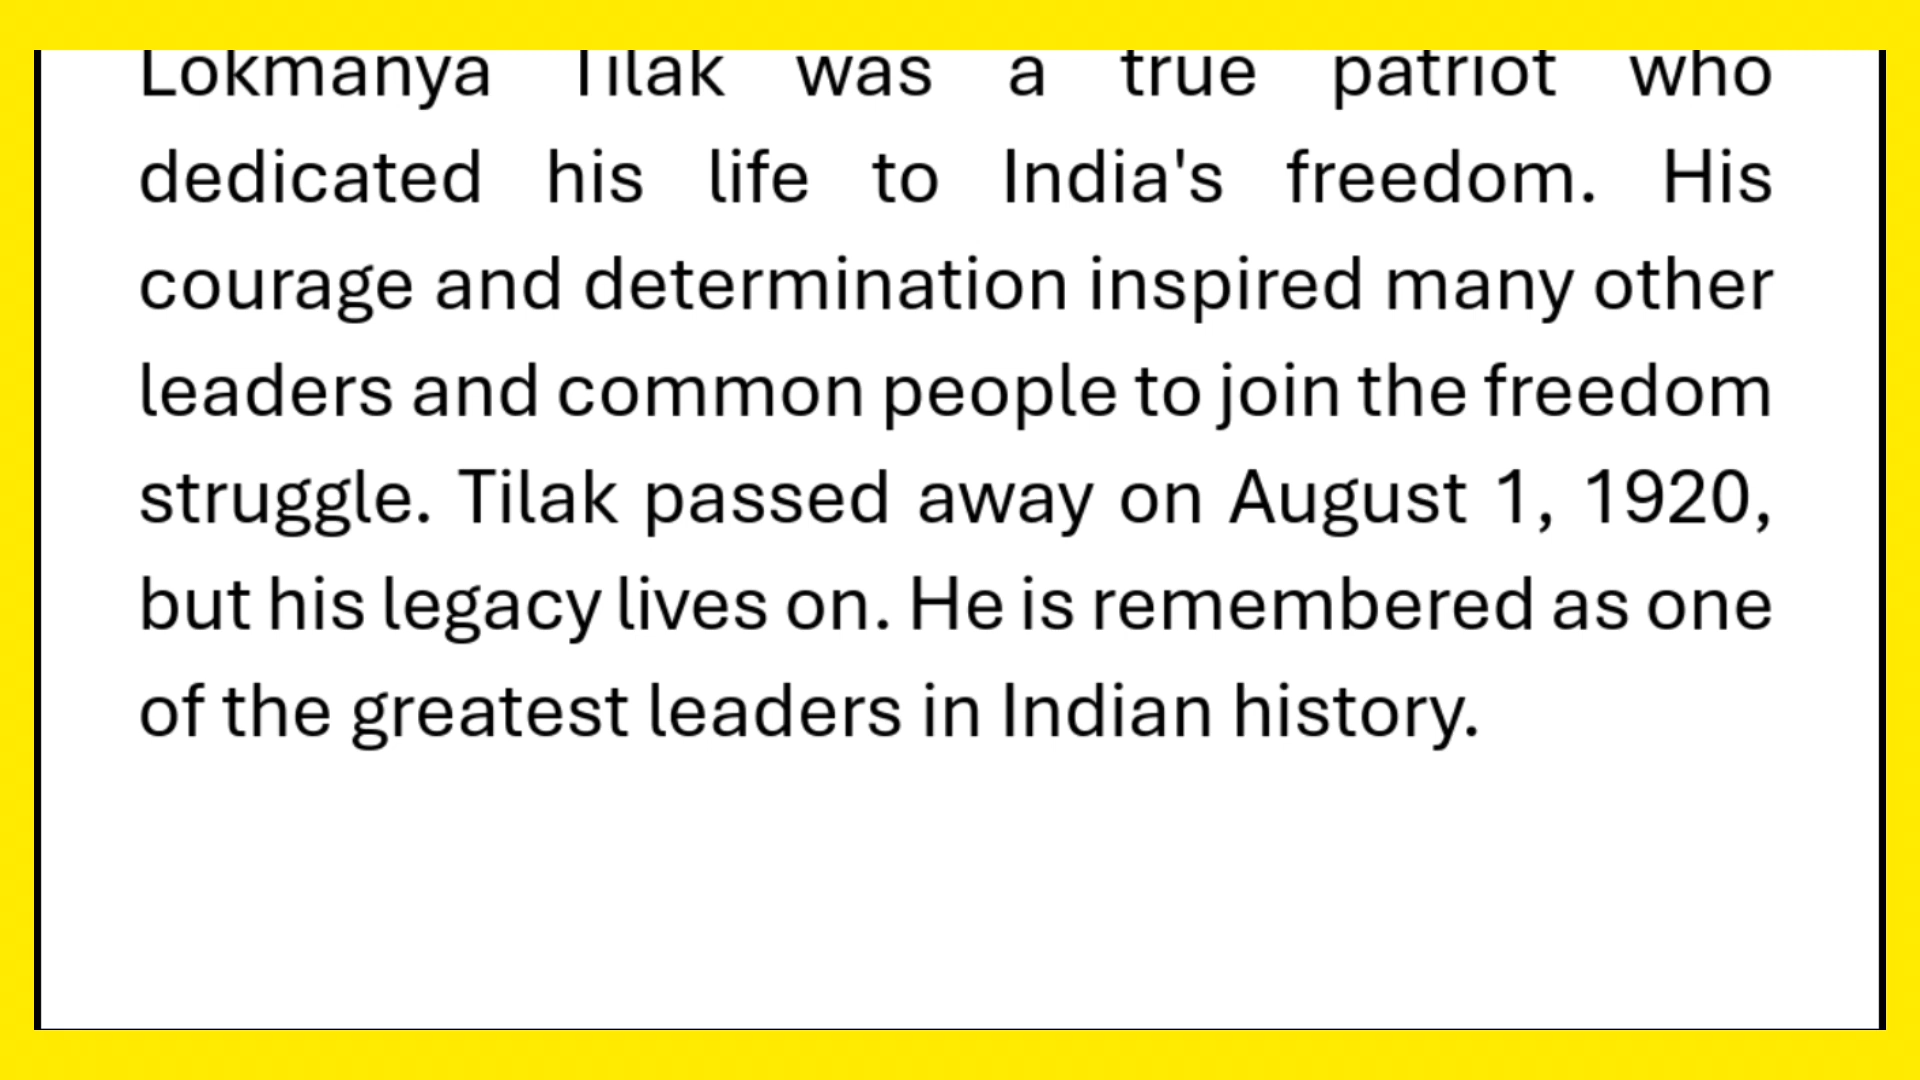 Lokmanya Tilak was a true patriot who
dedicated his life to India's freedom. His
courage and determination inspired many other
leaders and common people to join the freedom
struggle. Tilak passed away on August 1, 1920,
but his legacy lives on. He is remembered as one
of the greatest leaders in Indian history.